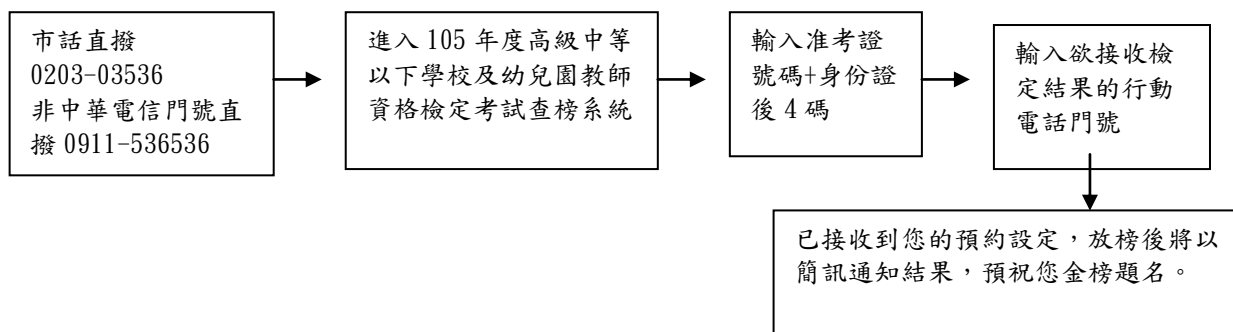 市話直撥
0203-03536
非中華電信門號直
撥 0911-536536
進入 105 年度高級中等
以下學校及幼兒園教師
資格檢定考試查榜系統
輸入准考證
號碼+身份證
後 4 碼
輸入欲接收檢
定結果的行動
電話門號
已接收到您的預約設定，放榜後將以
簡訊通知結果，預祝您金榜題名。